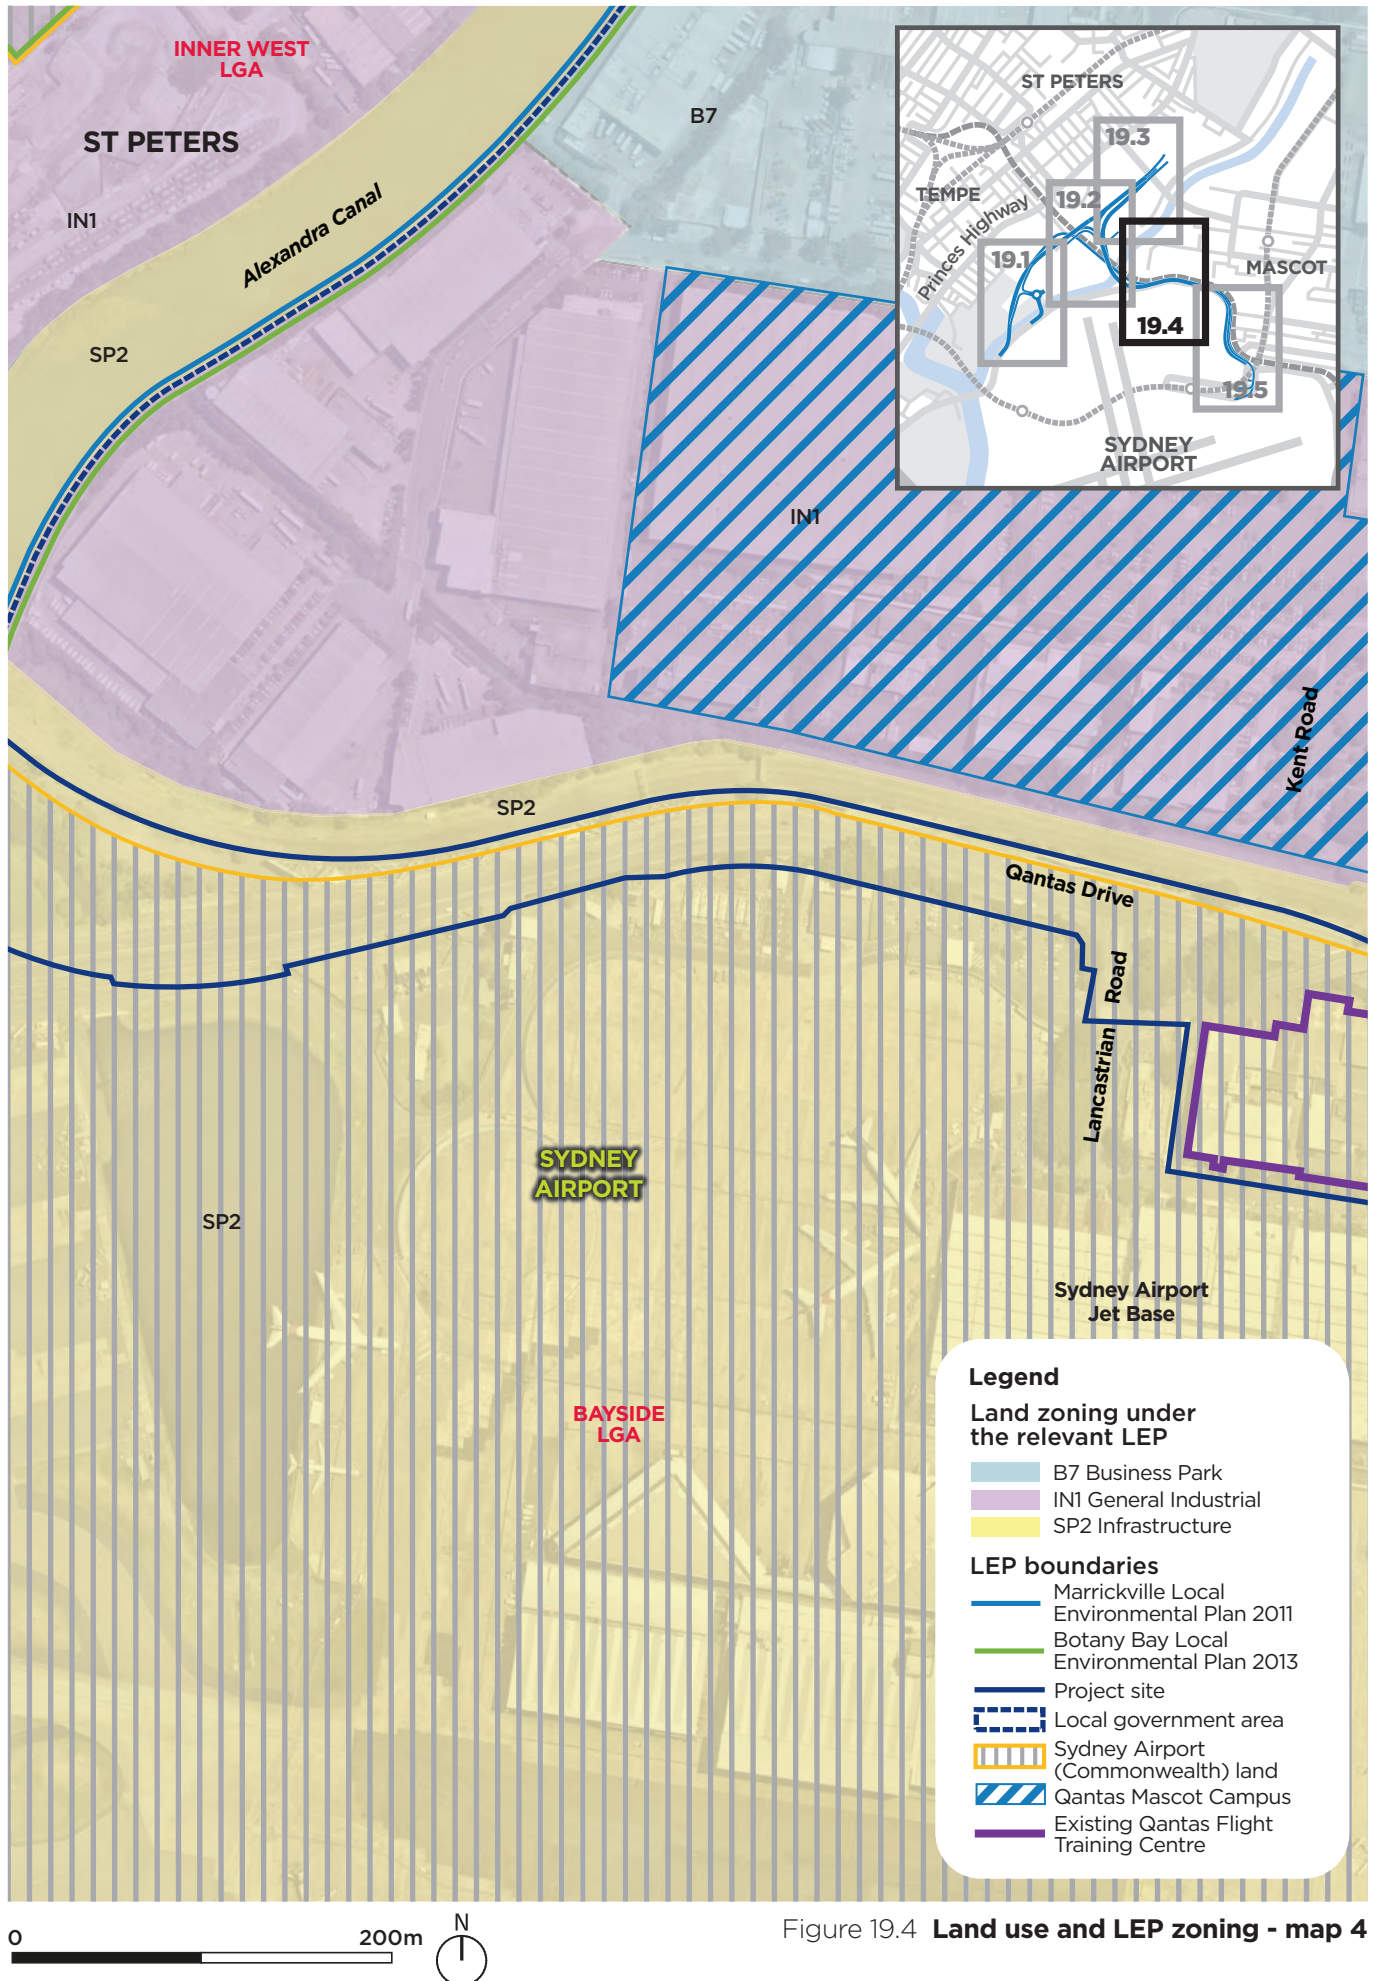 INNER WEST
LGA
ST PETERS
B7
IN1
Alexandra Canal
SP2
ST PETERS
19.3
TEMPE
19.2
Princes Highway
19.1
MASCOT
19.4
19.5
SYDNEY
AIRPORT
IN1
Kent Road
SP2
Qantas Drive
Lancastrian Road
SYDNEY
AIRPORT
SP2
Sydney Airport
Jet Base
BAYSIDE
LGA
Legend
Land zoning under
the relevant LEP
B7 Business Park
IN1 General Industrial
SP2 Infrastructure
LEP boundaries
Marrickville Local
Environmental Plan 2011
Botany Bay Local
Environmental Plan 2013
Project site
Local government area
Sydney Airport
(Commonwealth) land
Qantas Mascot Campus
Existing Qantas Flight
Training Centre
0 200m
N
Figure 19.4 Land use and LEP zoning - map 4